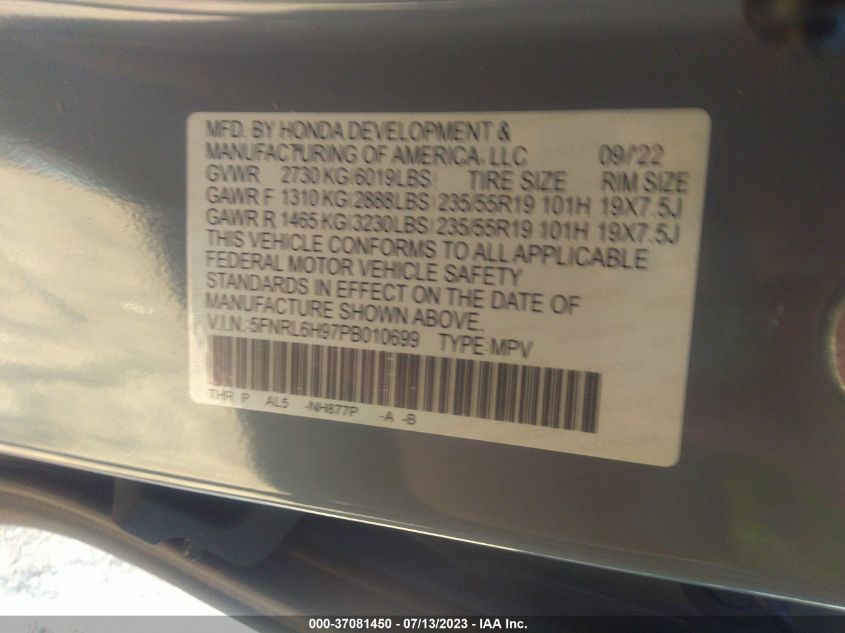 MFD. BY HONDA DEVELOPMENT &
MANUFACTURING OF AMERICA, LLC 09/'22
GVWR 2730 KG(6019LBS) TIRE SIZE RIM SIZE
GAWR F 1310 KG(2888LBS) 235/55R19 101H 19X7.5J
GAWR R 1465 KG(3230LBS) 235/55R19 101H 19X7.5J
THIS VEHICLE CONFORMS TO ALL APPLICABLE
FEDERAL MOTOR VEHICLE SAFETY
STANDARDS IN EFFECT ON THE DATE OF
MANUFACTURE SHOWN ABOVE.
V.I.N.:5FNRL6H97PB010699 TYPE:MPV
THR P AL5 -NH877P -A -B
000-37081450 - 07/13/2023 - IAA Inc.